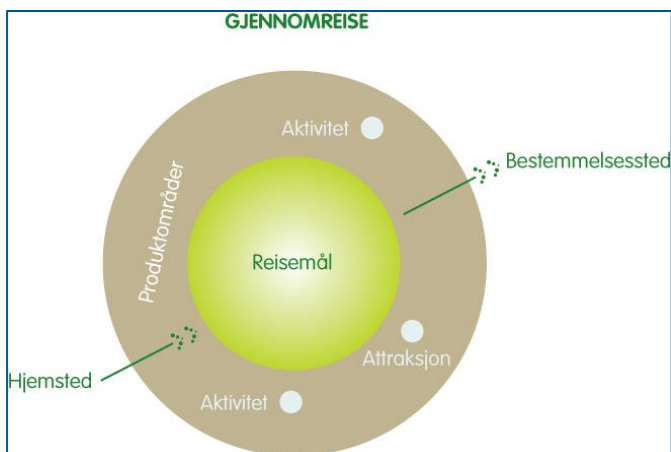 GJENNOMREISE
Aktivitet
Bestemmelsessted
Produktområder
Reisemål
Attraksjon
Hjemsted
Aktivitet